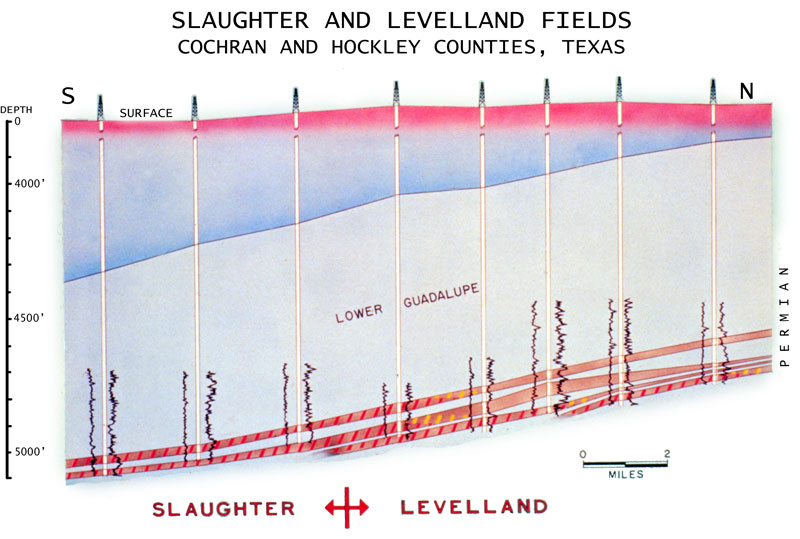 SLAUGHTER AND LEVELLAND FIELDS
COCHRAN AND HOCKLEY COUNTIES, TEXAS
S
N
DEPTH
SURFACE
0
4000'
LOWER GUADALUPE
4500'
PERMIAN
5000'
0 2
MILES
SLAUGHTER LEVELLAND